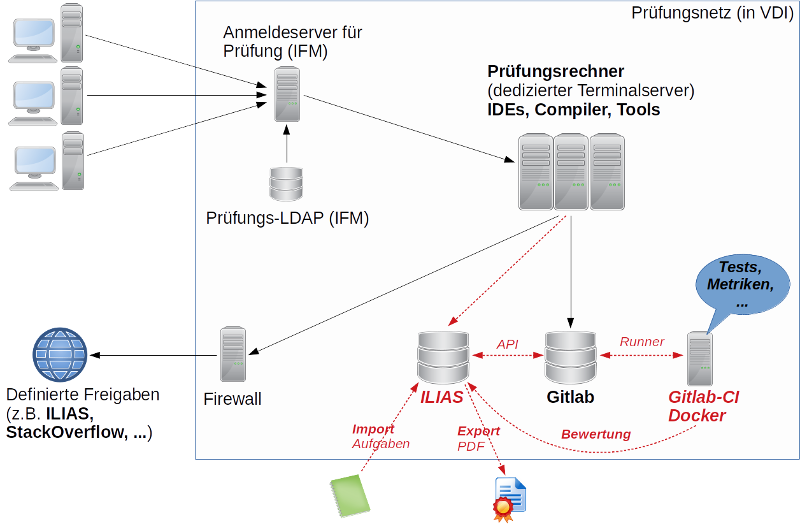 Prüfungsnetz (in VDI)
Anmeldeserver für
Prüfung (IFM)
Prüfungsrechner
(dedizierter Terminalserver)
IDEs, Compiler, Tools
Prüfungs-LDAP (IFM)
Tests,
Metriken,
...
API
Runner
Definierte Freigaben
(z.B. ILIAS,
StackOverflow, ...)
Firewall
ILIAS
Gitlab
Gitlab-CI
Docker
Import
Aufgaben
Export
PDF
Bewertung